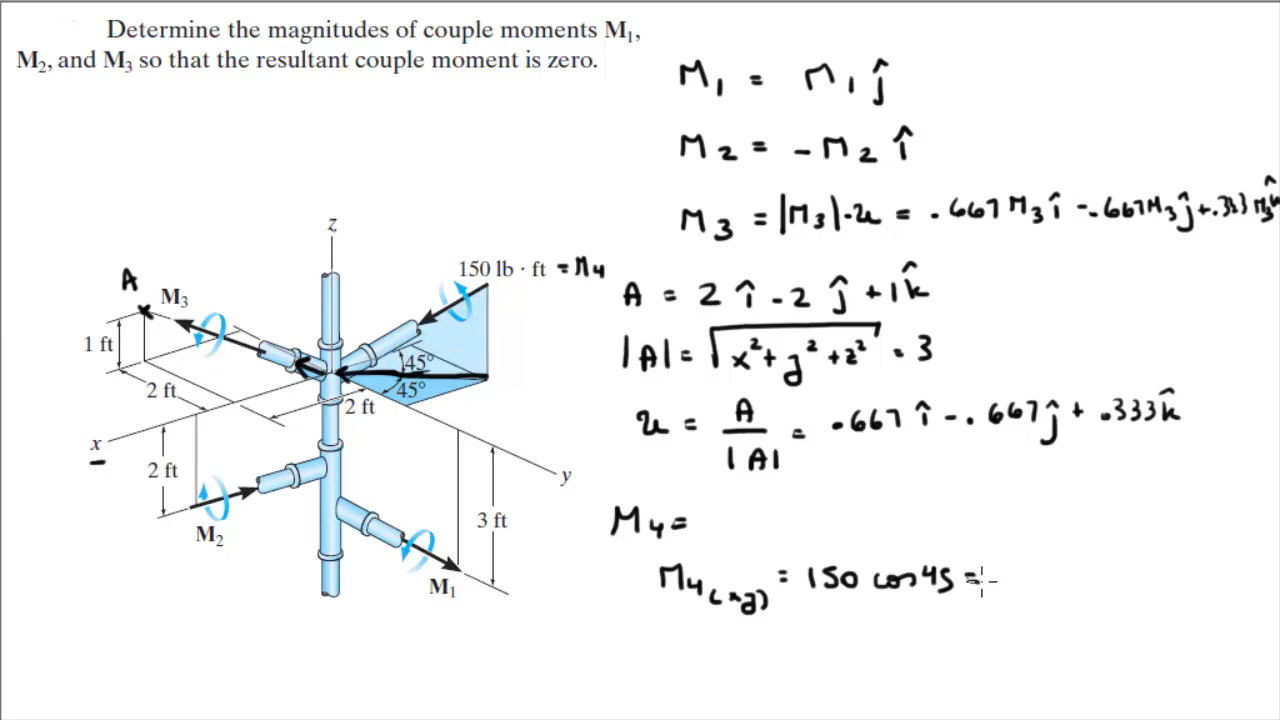 Determine the magnitudes of couple moments M₁,
M₂, and M₃ so that the resultant couple moment is zero.
M₁ = M₁ ĵ
M₂ = -M₂ î
M₃ = |M₃|·u = .667 M₃ î -.667 M₃ ĵ +.333 M₃ k̂
A = 2 î - 2 ĵ + 1 k̂
|A| = √x²+y²+z² = 3
u = A / |A| = .667 î - .667 ĵ + .333 k̂
M₄ =
M₄(xy) = 150 cos 45 =
z
150 lb · ft = M₄
A
M₃
1 ft
45°
45°
2 ft
2 ft
x
2 ft
y
M₂
3 ft
M₁